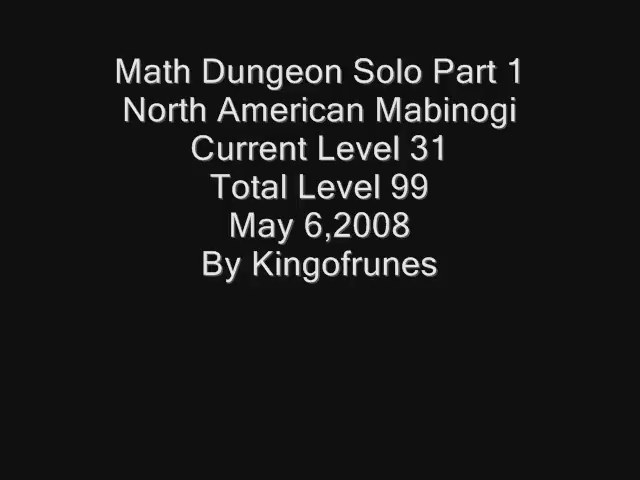 Math Dungeon Solo Part 1
North American Mabinogi
Current Level 31
Total Level 99
May 6,2008
By Kingofrunes